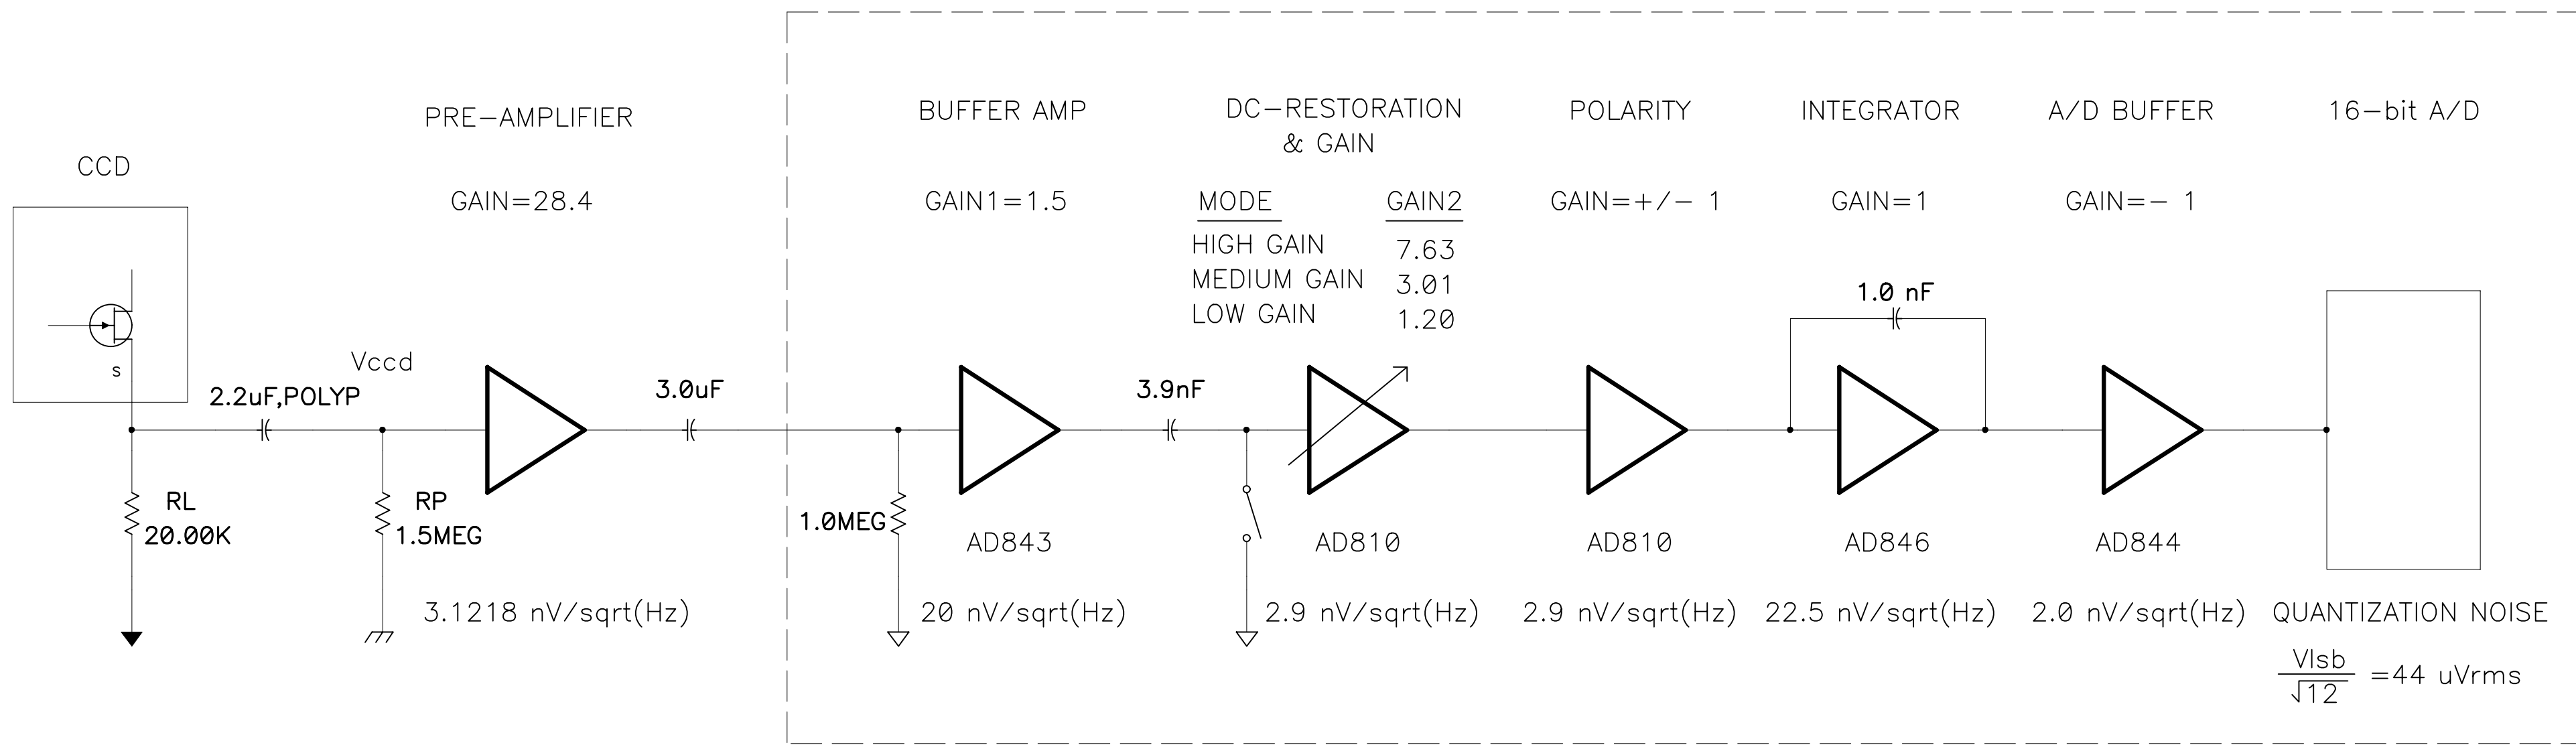 PRE-AMPLIFIER
BUFFER AMP
DC-RESTORATION
& GAIN
POLARITY
INTEGRATOR
A/D BUFFER
16-bit A/D
CCD
GAIN=28.4
GAIN1=1.5
MODE GAIN2
HIGH GAIN 7.63
MEDIUM GAIN 3.01
LOW GAIN 1.20
GAIN=+/- 1
GAIN=1
GAIN=- 1
s
2.2uF,POLYP
Vccd
3.0uF
3.9nF
1.0 nF
RL
20.00K
RP
1.5MEG
1.0MEG
AD843
AD810
AD810
AD846
AD844
3.1218 nV/sqrt(Hz)
20 nV/sqrt(Hz)
2.9 nV/sqrt(Hz)
2.9 nV/sqrt(Hz)
22.5 nV/sqrt(Hz)
2.0 nV/sqrt(Hz)
QUANTIZATION NOISE
Vlsb
√12
=44 uVrms